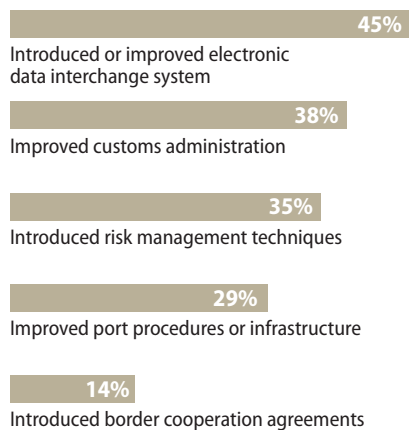 45%
Introduced or improved electronic
data interchange system
38%
Improved customs administration
35%
Introduced risk management techniques
29%
Improved port procedures or infrastructure
14%
Introduced border cooperation agreements